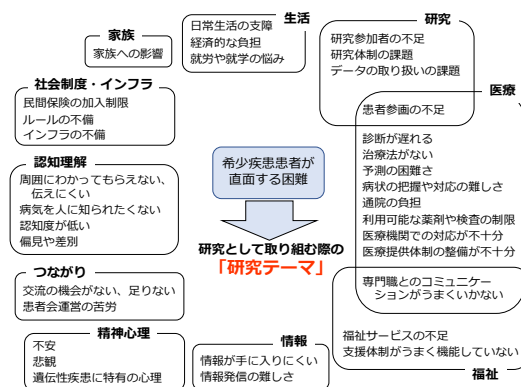 生活
日常生活の支障
経済的な負担
就労や就学の悩み
家族
家族への影響
研究
研究参加者の不足
研究体制の課題
データの取り扱いの課題
医療
患者参画の不足
診断が遅れる
治療法がない
予測の困難さ
病状の把握や対応の難しさ
通院の負担
利用可能な薬剤や検査の制限
医療機関での対応が不十分
医療提供体制の整備が不十分
専門職とのコミュニケー
ションがうまくいかない
福祉サービスの不足
支援体制がうまく機能していない
福祉
社会制度・インフラ
民間保険の加入制限
ルールの不備
インフラの不備
認知理解
周囲にわかってもらえない、
伝えにくい
病気を人に知られたくない
認知度が低い
偏見や差別
希少疾患患者が
直面する困難
研究として取り組む際の
「研究テーマ」
つながり
交流の機会がない、足りない
患者会運営の苦労
精神心理
不安
悲観
遺伝性疾患に特有の心理
情報
情報が手に入りにくい
情報発信の難しさ